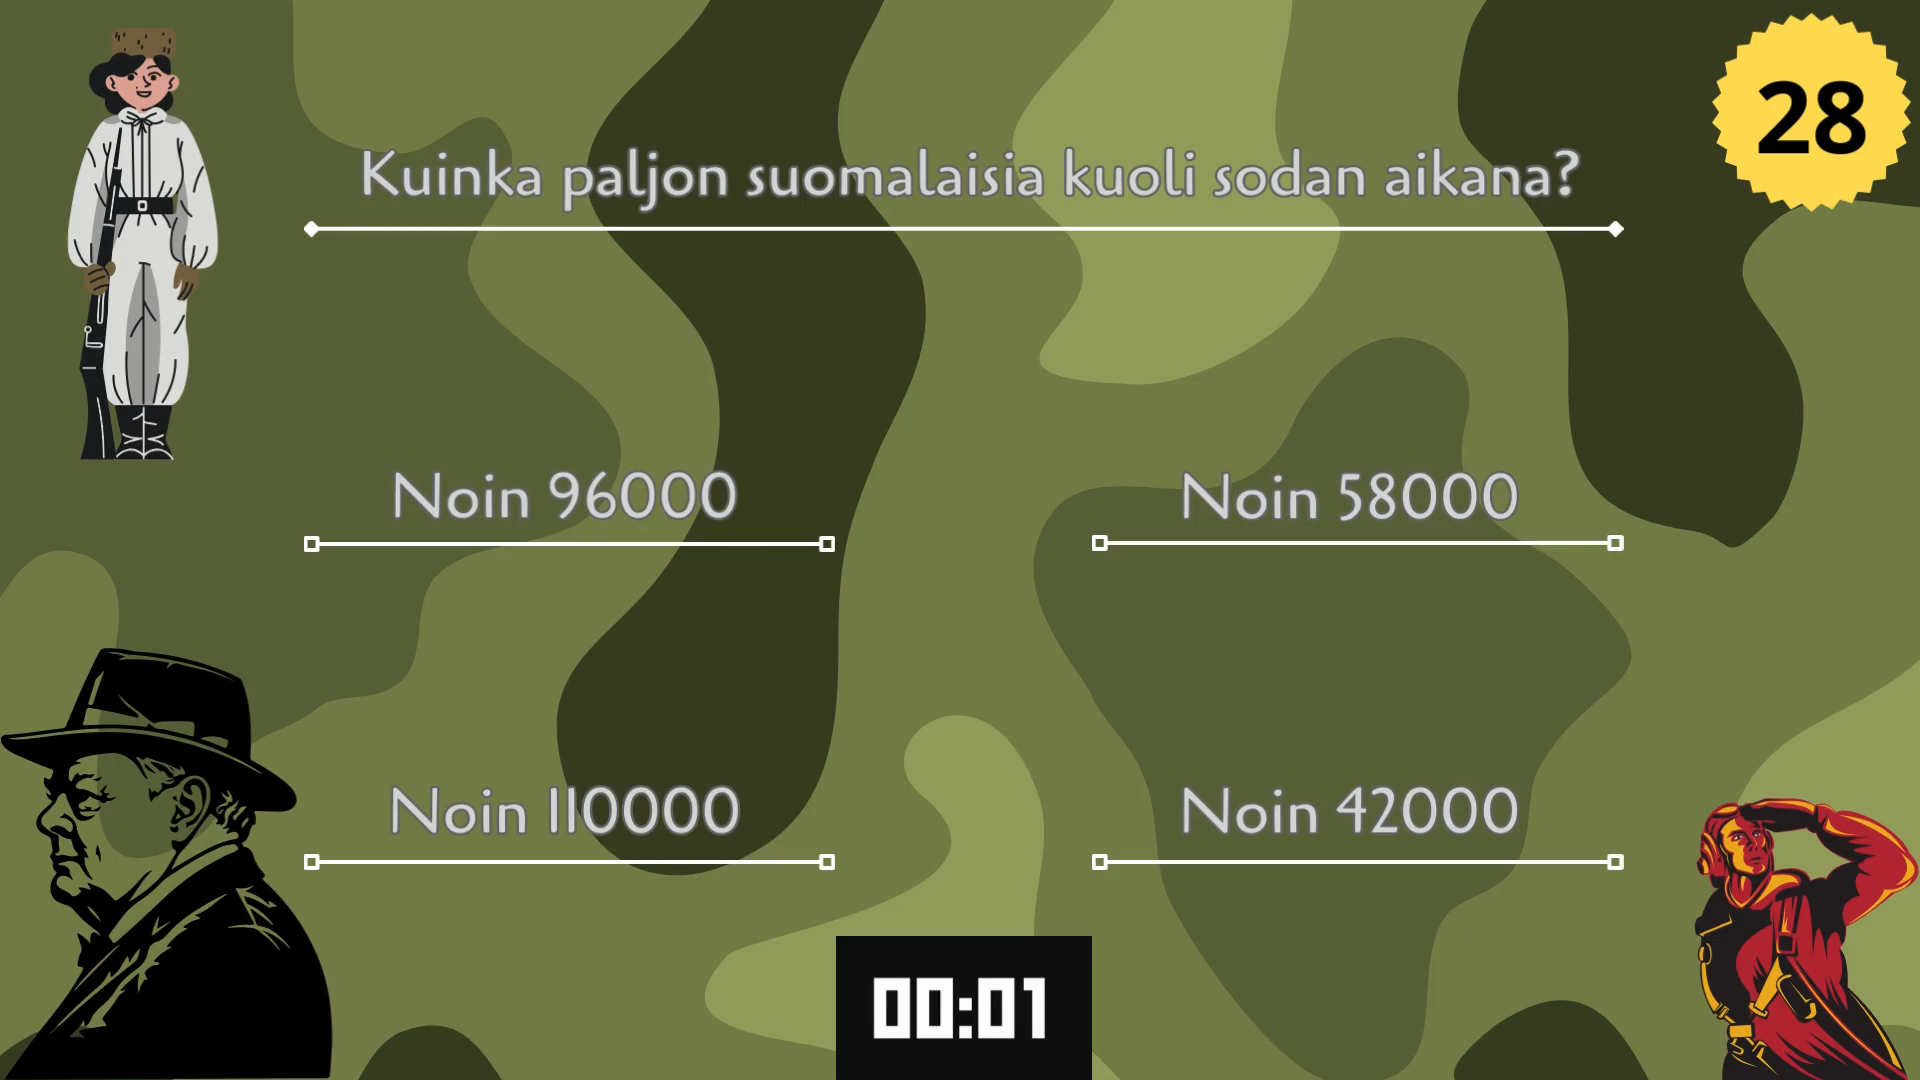 28
Kuinka paljon suomalaisia kuoli sodan aikana?
Noin 96000
Noin 58000
Noin 110000
Noin 42000
00:01